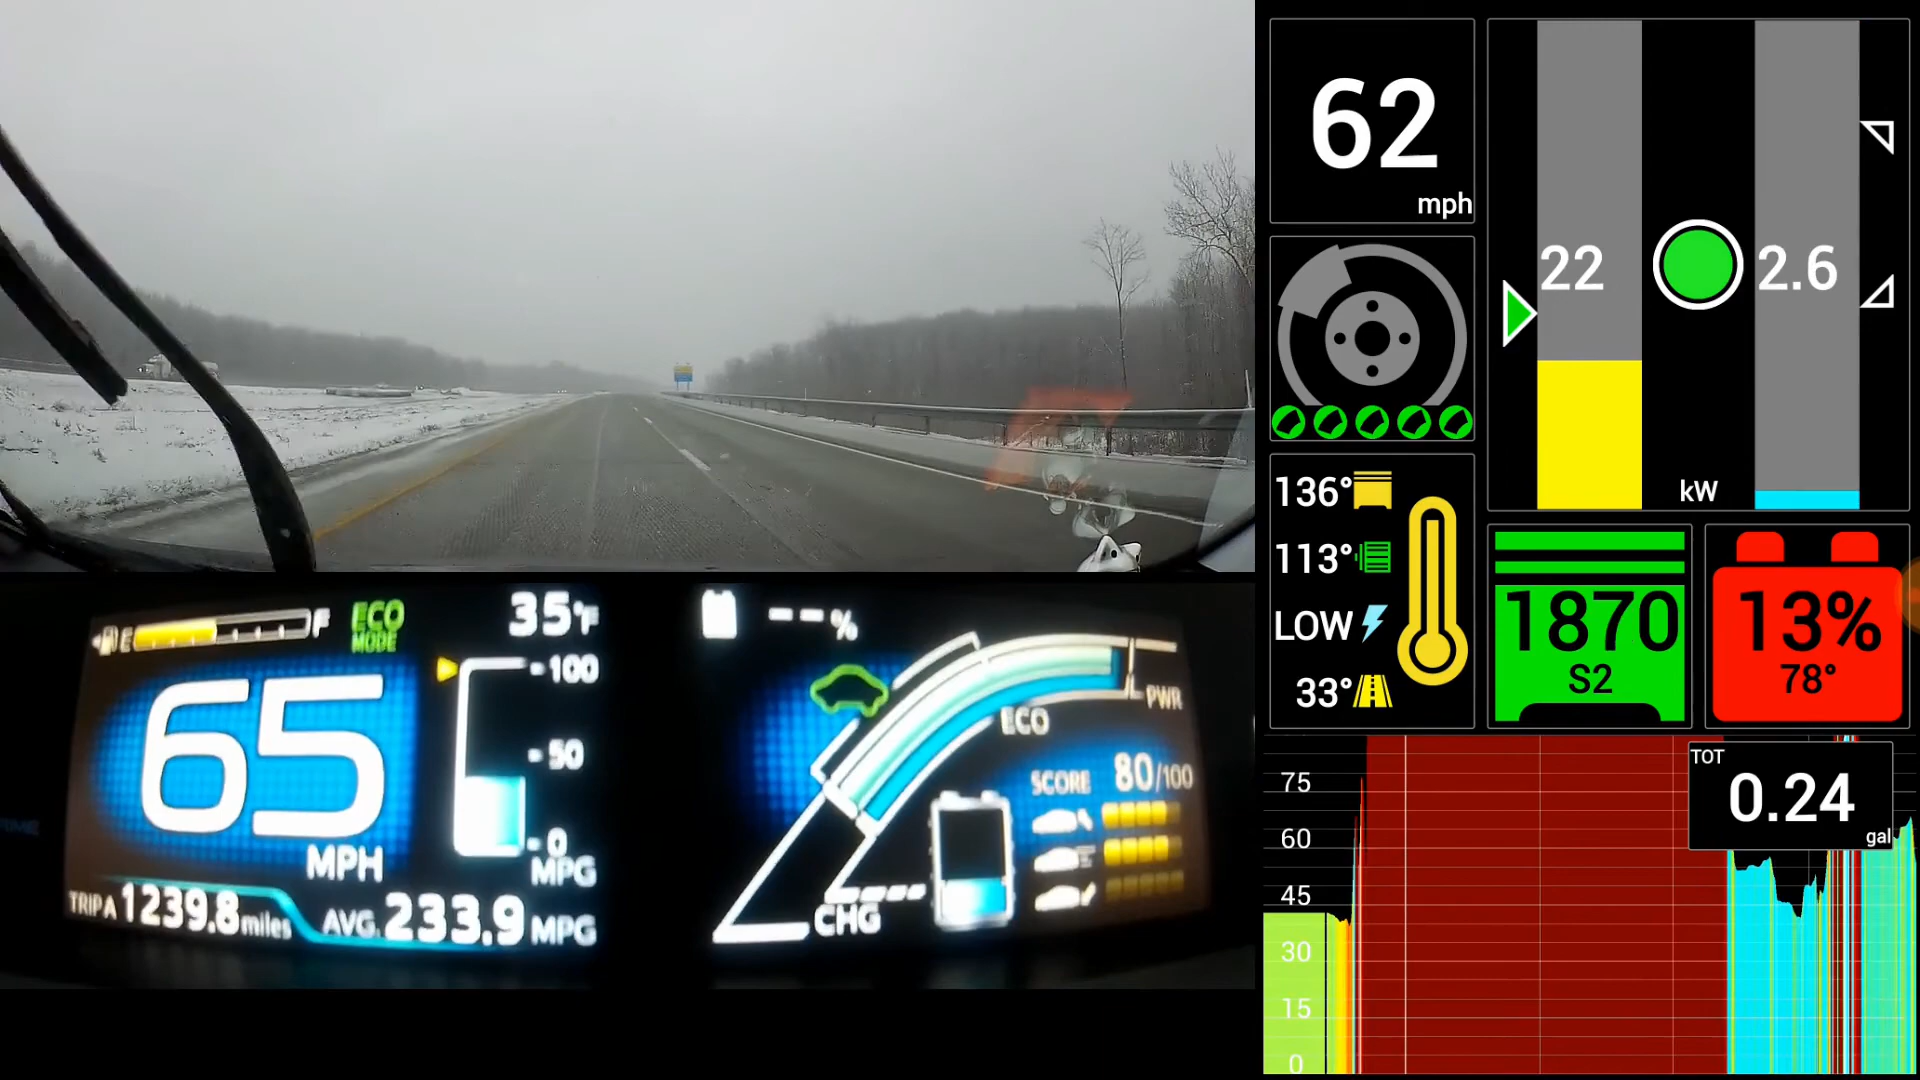 62
mph
22
2.6
kW
136°
113°
LOW
33°
1870
S2
13%
78°
E
F
ECO
MODE
35°F
100
50
0
MPG
65
MPH
TRIP A 1239.8 miles
AVG. 233.9 MPG
--%
PWR
ECO
SCORE 80/100
CHG
TOT
0.24
gal
75
60
45
30
15
0